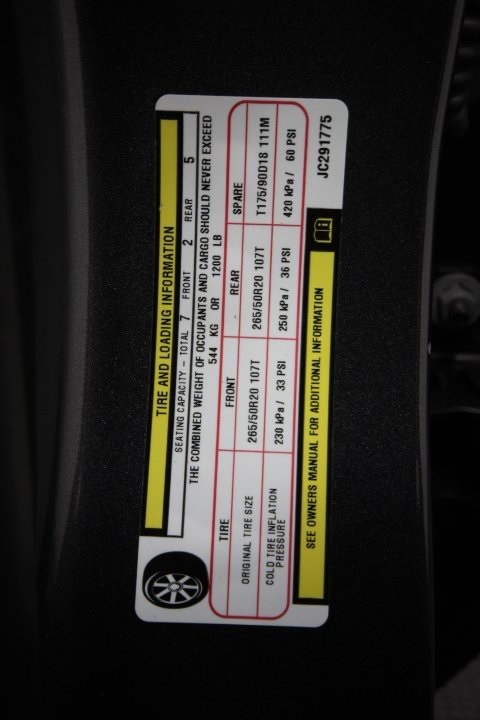 TIRE AND LOADING INFORMATION
SEATING CAPACITY – TOTAL 7 FRONT 2 REAR 5
THE COMBINED WEIGHT OF OCCUPANTS AND CARGO SHOULD NEVER EXCEED
544 KG OR 1200 LB
TIRE FRONT REAR SPARE
ORIGINAL TIRE SIZE 265/50R20 107T 265/50R20 107T T175/90D18 111M
COLD TIRE INFLATION PRESSURE 230 kPa / 33 PSI 250 kPa / 36 PSI 420 kPa / 60 PSI
SEE OWNERS MANUAL FOR ADDITIONAL INFORMATION
JC291775